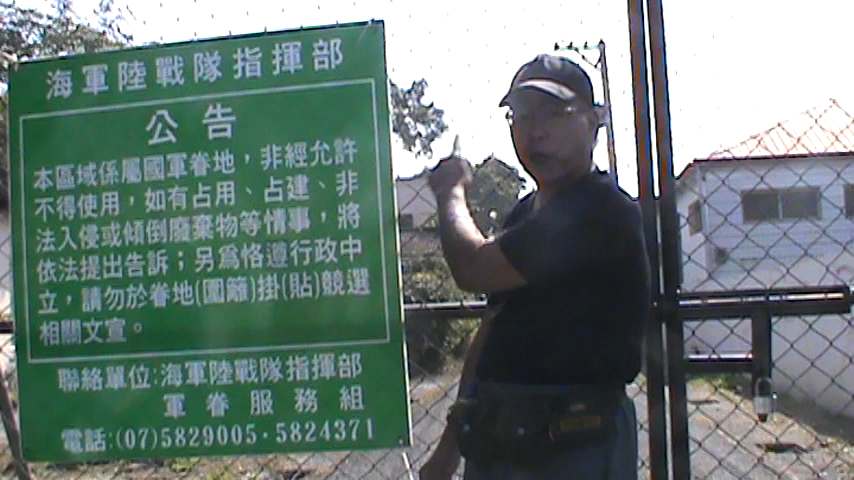 海軍陸戰隊指揮部
公告
本區域係屬國軍眷地，非經允許
不得使用，如有占用、占建、非
法入侵或傾倒廢棄物等情事，將
依法提出告訴；另為恪遵行政中
立，請勿於眷地(圍籬)掛(貼)競選
相關文宣。
聯絡單位:海軍陸戰隊指揮部
軍眷服務組
電話:(07)5829005·5824371